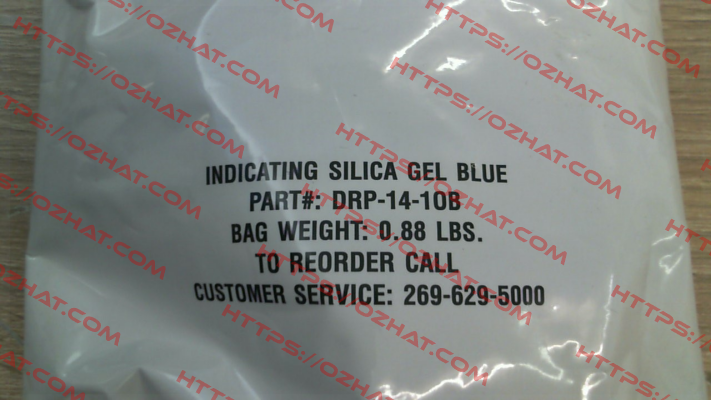 INDICATING SILICA GEL BLUE
PART#: DRP-14-10B
BAG WEIGHT: 0.88 LBS.
TO REORDER CALL
CUSTOMER SERVICE: 269-629-5000
HTTPS://OZHAT.COM